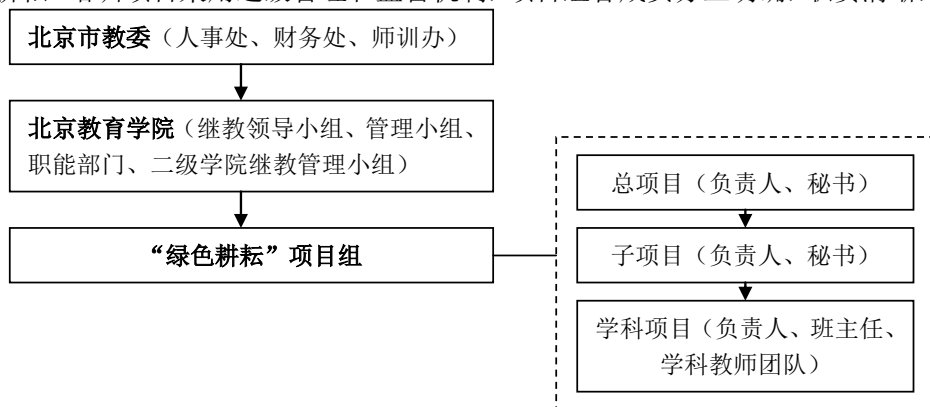 北京市教委（人事处、财务处、师训办）
北京教育学院（继教领导小组、管理小组、
职能部门、二级学院继教管理小组）
“绿色耕耘”项目组
总项目（负责人、秘书）
子项目（负责人、秘书）
学科项目（负责人、班主任、
学科教师团队）